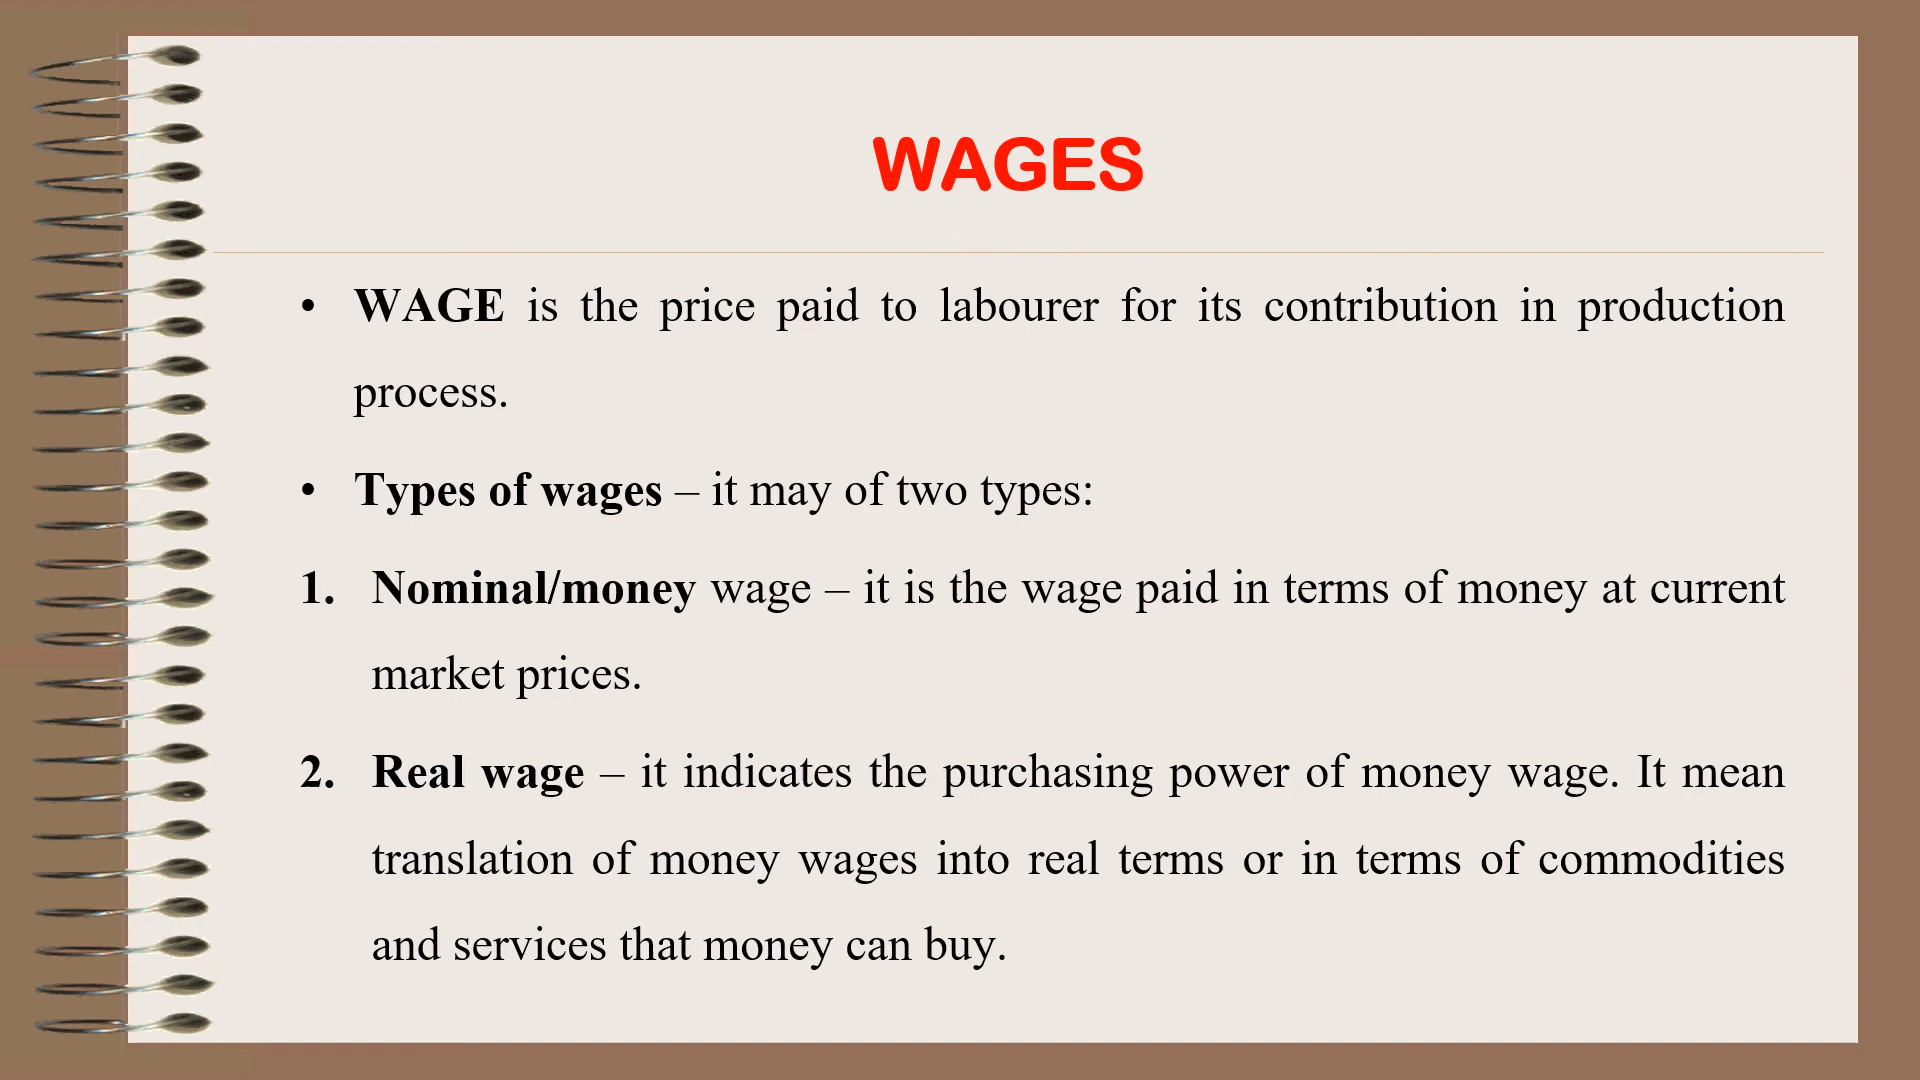 WAGES
• WAGE is the price paid to labourer for its contribution in production
process.
• Types of wages – it may of two types:
1. Nominal/money wage – it is the wage paid in terms of money at current
market prices.
2. Real wage – it indicates the purchasing power of money wage. It mean
translation of money wages into real terms or in terms of commodities
and services that money can buy.